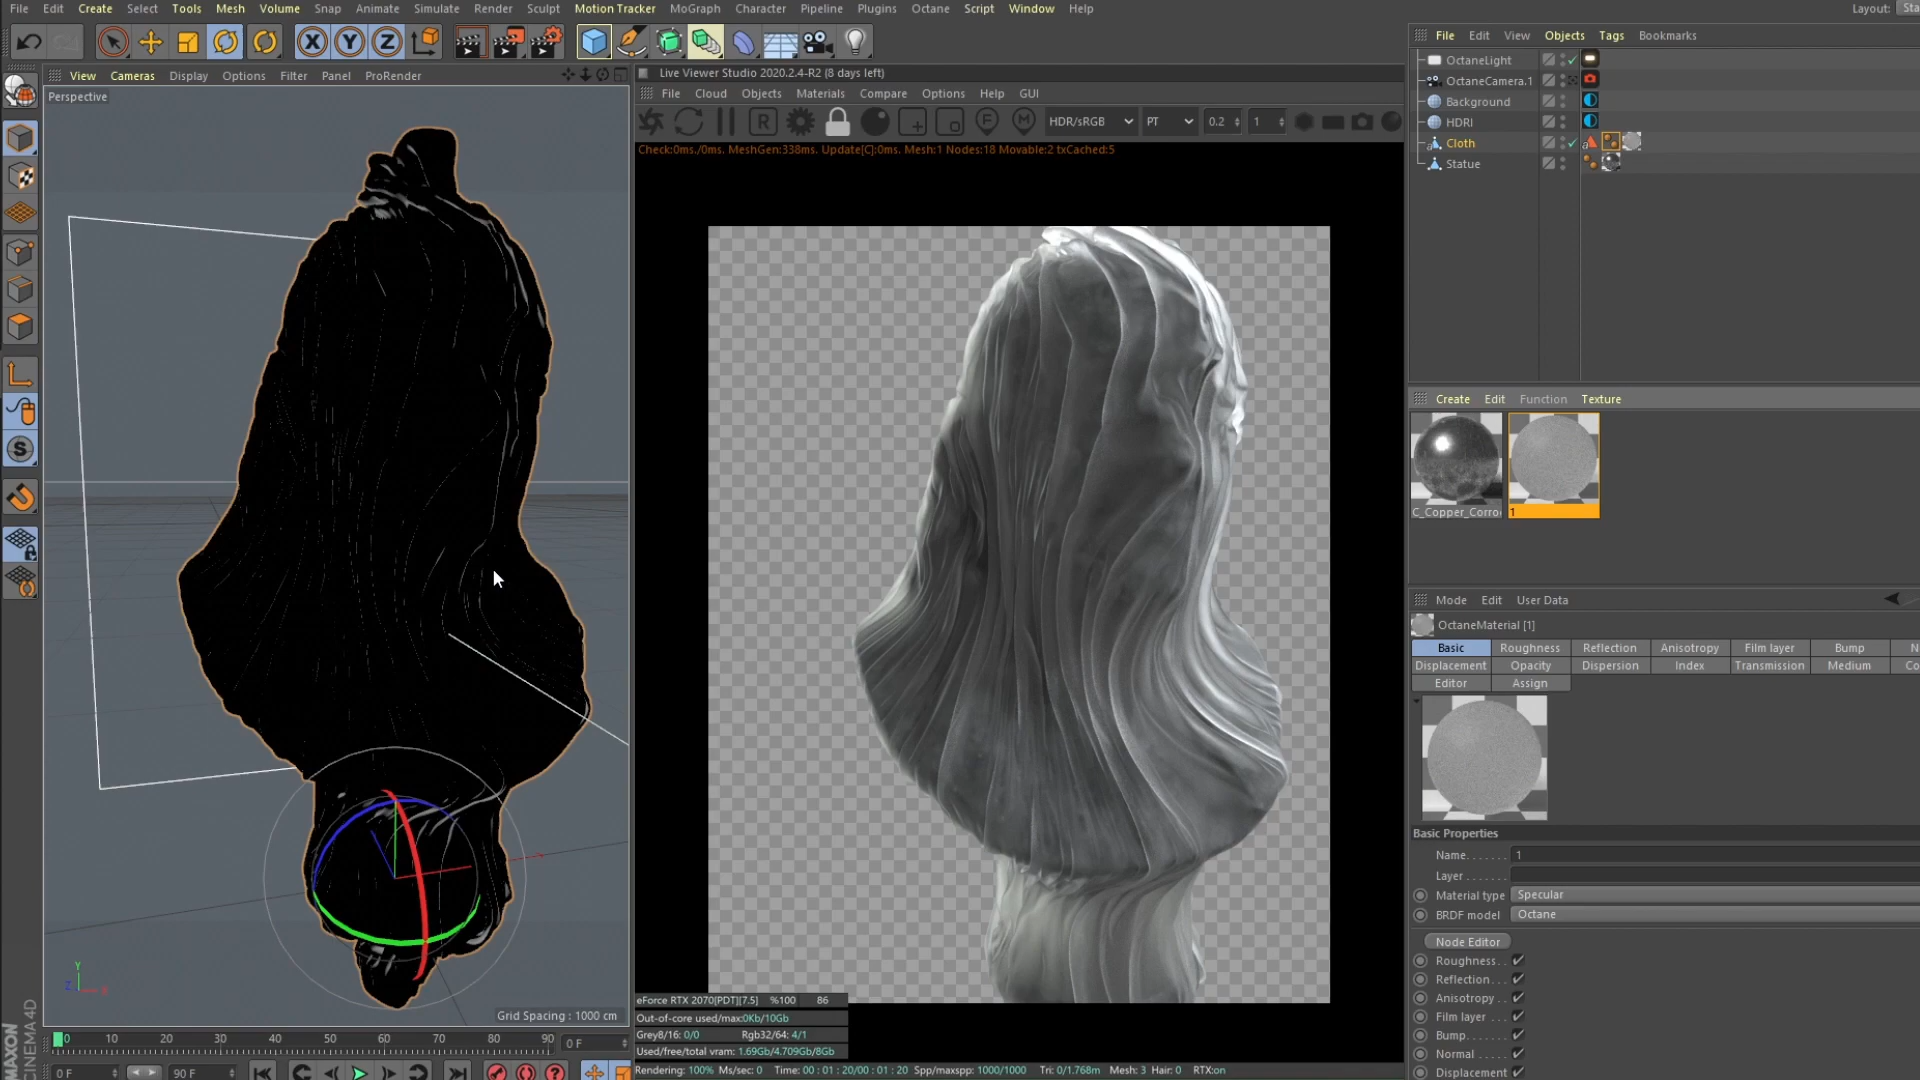 File Edit Create Select Tools Mesh Volume Snap Animate Simulate Render Sculpt Motion Tracker MoGraph Character Pipeline Plugins Octane Script Window Help
Layout:
View Cameras Display Options Filter Panel ProRender
Perspective
Live Viewer Studio 2020.2.4-R2 (8 days left)
File Cloud Objects Materials Compare Options Help GUI
HDR/sRGB PT 0.2 1
Check:0ms./0ms. MeshGen:338ms. Update[C]:0ms. Mesh:1 Nodes:18 Movable:2 txCached:5
File Edit View Objects Tags Bookmarks
OctaneLight
OctaneCamera.1
Background
HDRI
Cloth
Statue
Create Edit Function Texture
C_Copper_Corro
1
Mode Edit User Data
OctaneMaterial [1]
Basic Roughness Reflection Anisotropy Film layer Bump
Displacement Opacity Dispersion Index Transmission Medium
Editor Assign
Basic Properties
Name....... 1
Layer.......
Material type Specular
BRDF model Octane
Node Editor
Roughness..
Reflection..
Anisotropy..
Film layer...
Bump......
Normal....
Displacement
Grid Spacing : 1000 cm
Y
Z X
0 10 20 30 40 50 60 70 80 90 0 F
0 F 90 F
MAXON
CINEMA 4D
eForce RTX 2070[PDT][7.5] %100 86
Out-of-core used/max:0Kb/10Gb
Grey8/16: 0/0 Rgb32/64: 4/1
Used/free/total vram: 1.69Gb/4.709Gb/8Gb
Rendering: 100% Ms/sec: 0 Time: 00 : 01 : 20/00 : 01 : 20 Spp/maxspp: 1000/1000 Tri: 0/1.768m Mesh: 3 Hair: 0 RTX:on